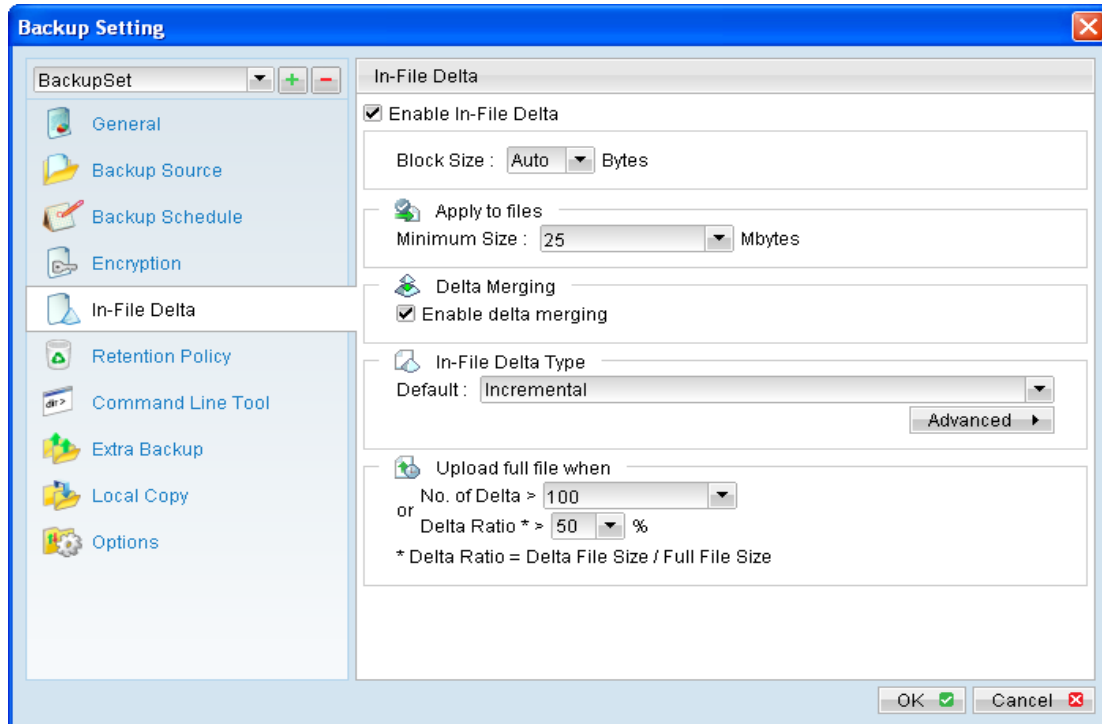 Backup Setting
BackupSet
General
Backup Source
Backup Schedule
Encryption
In-File Delta
Retention Policy
dir>
Command Line Tool
Extra Backup
Local Copy
Options
In-File Delta
Enable In-File Delta
Block Size : Auto Bytes
Apply to files
Minimum Size : 25 Mbytes
Delta Merging
Enable delta merging
In-File Delta Type
Default : Incremental
Advanced
Upload full file when
No. of Delta > 100
or
Delta Ratio * > 50 %
* Delta Ratio = Delta File Size / Full File Size
OK Cancel